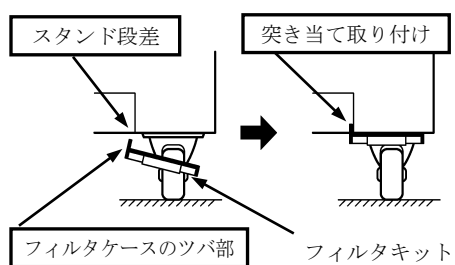 スタンド段差
突き当て取り付け
フィルタケースのツバ部
フィルタキット